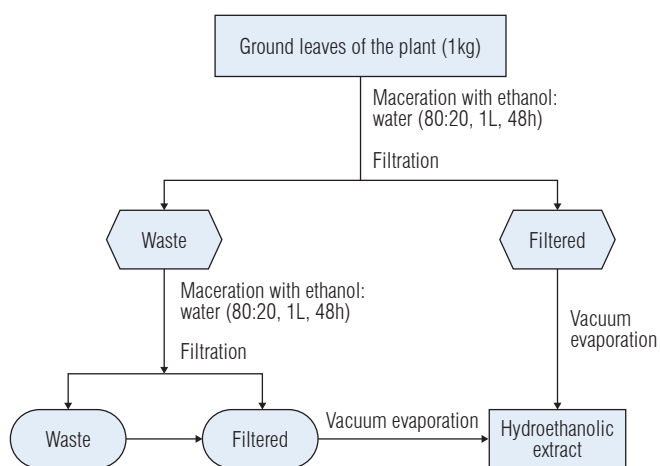 Ground leaves of the plant (1kg)
Maceration with ethanol:
water (80:20, 1L, 48h)
Filtration
Waste
Filtered
Maceration with ethanol:
water (80:20, 1L, 48h)
Filtration
Vacuum
evaporation
Waste
Filtered
Vacuum evaporation
Hydroethanolic
extract